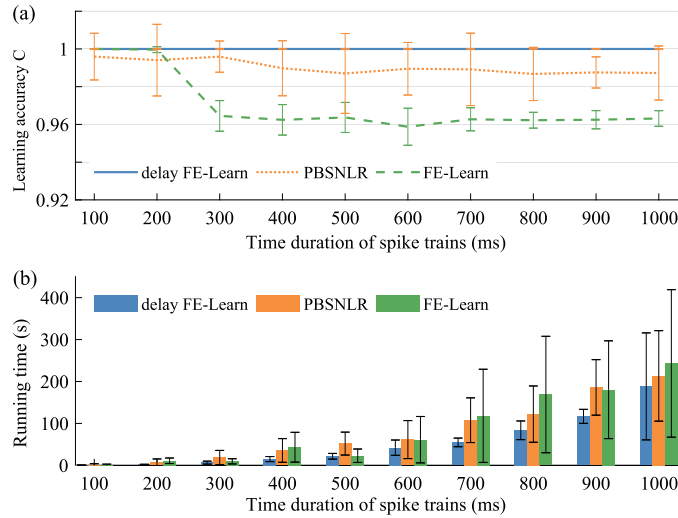 (a)
Learning accuracy C
1
0.96
0.92
delay FE-Learn PBSNLR FE-Learn
100 200 300 400 500 600 700 800 900 1000
Time duration of spike trains (ms)
(b)
Running time (s)
400
300
200
100
0
delay FE-Learn PBSNLR FE-Learn
100 200 300 400 500 600 700 800 900 1000
Time duration of spike trains (ms)